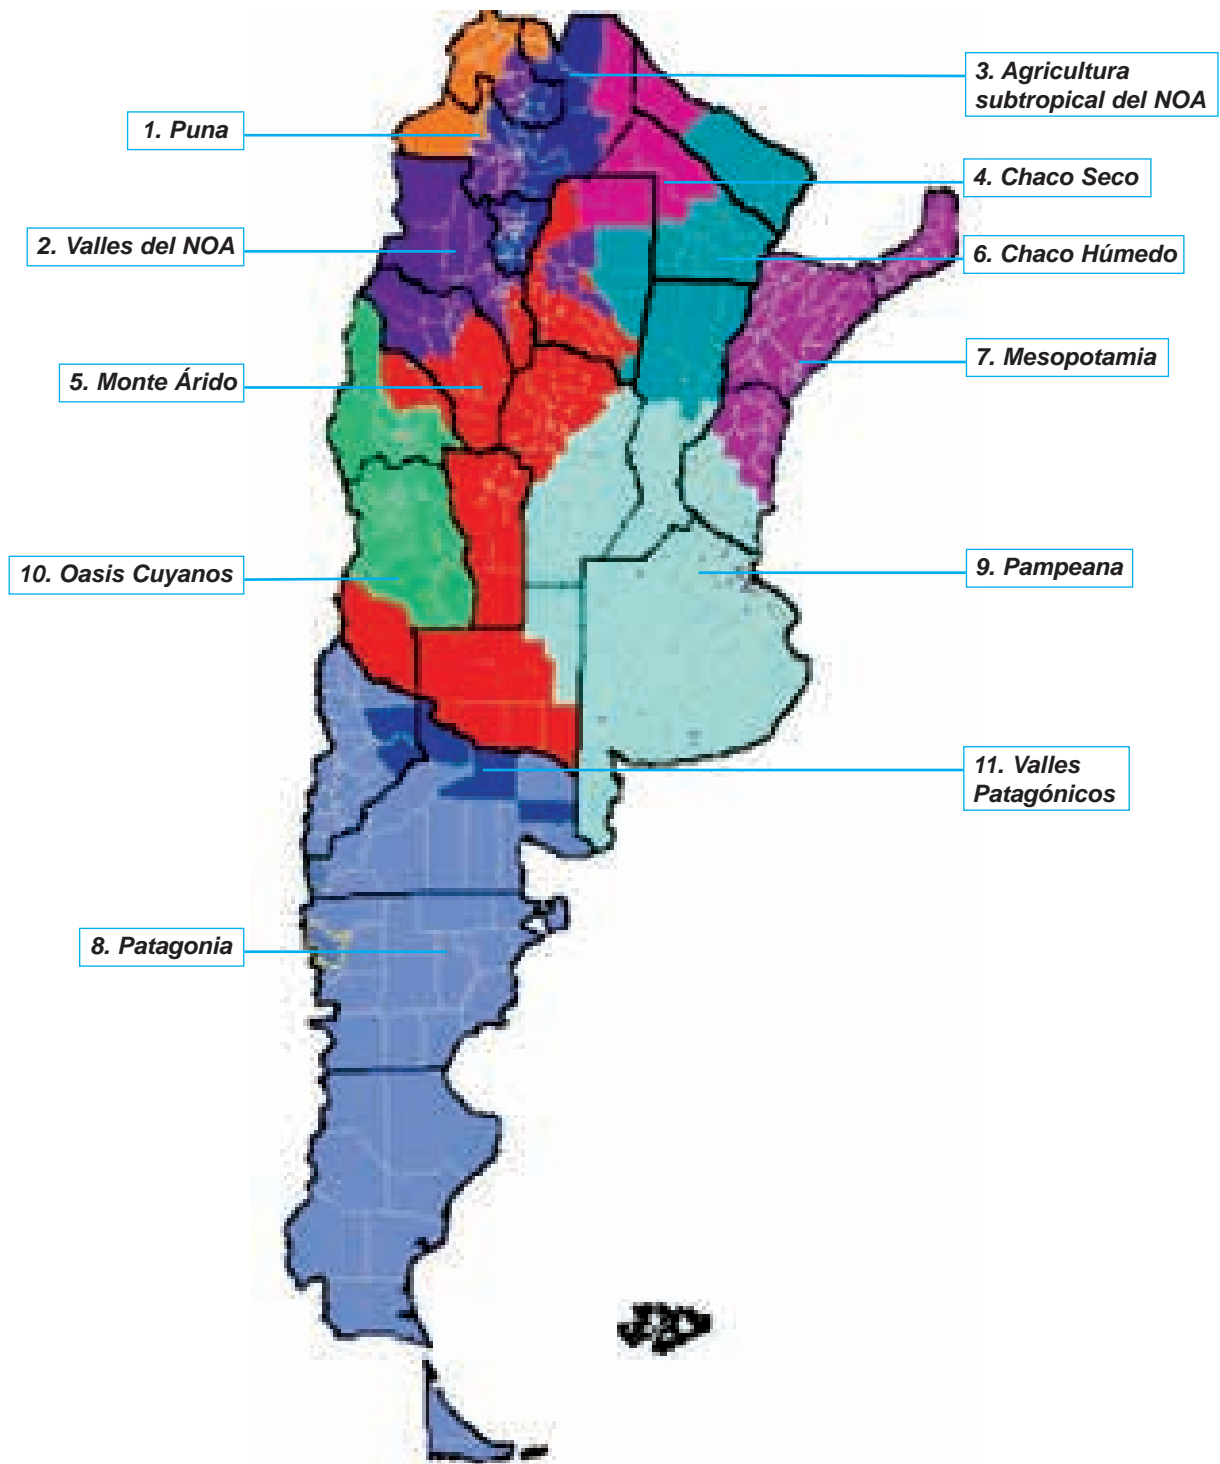 3. Agricultura
subtropical del NOA
1. Puna
4. Chaco Seco
2. Valles del NOA
6. Chaco Húmedo
7. Mesopotamia
5. Monte Árido
10. Oasis Cuyanos
9. Pampeana
11. Valles
Patagónicos
8. Patagonia